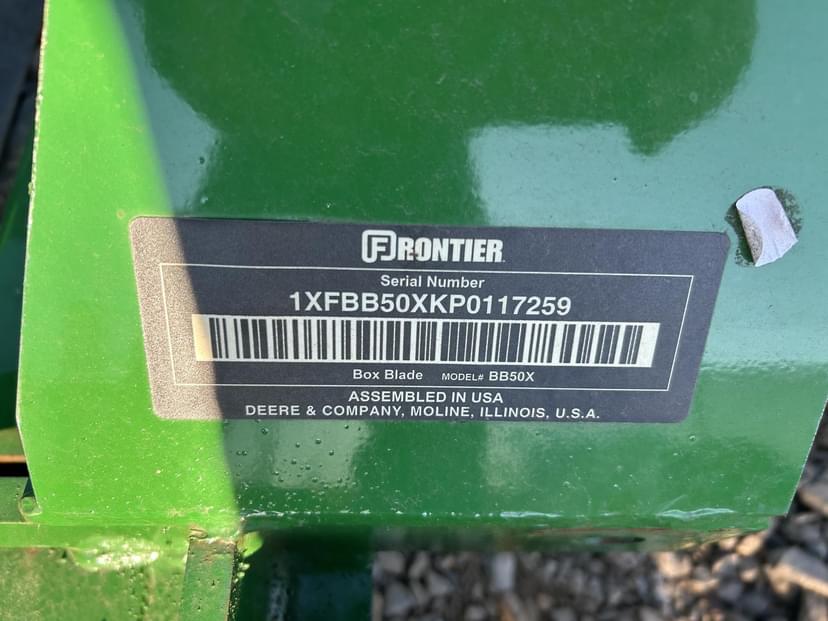 FRONTIER
Serial Number
1XFBB50XKP0117259
Box Blade MODEL# BB50X
ASSEMBLED IN USA
DEERE & COMPANY, MOLINE, ILLINOIS, U.S.A.